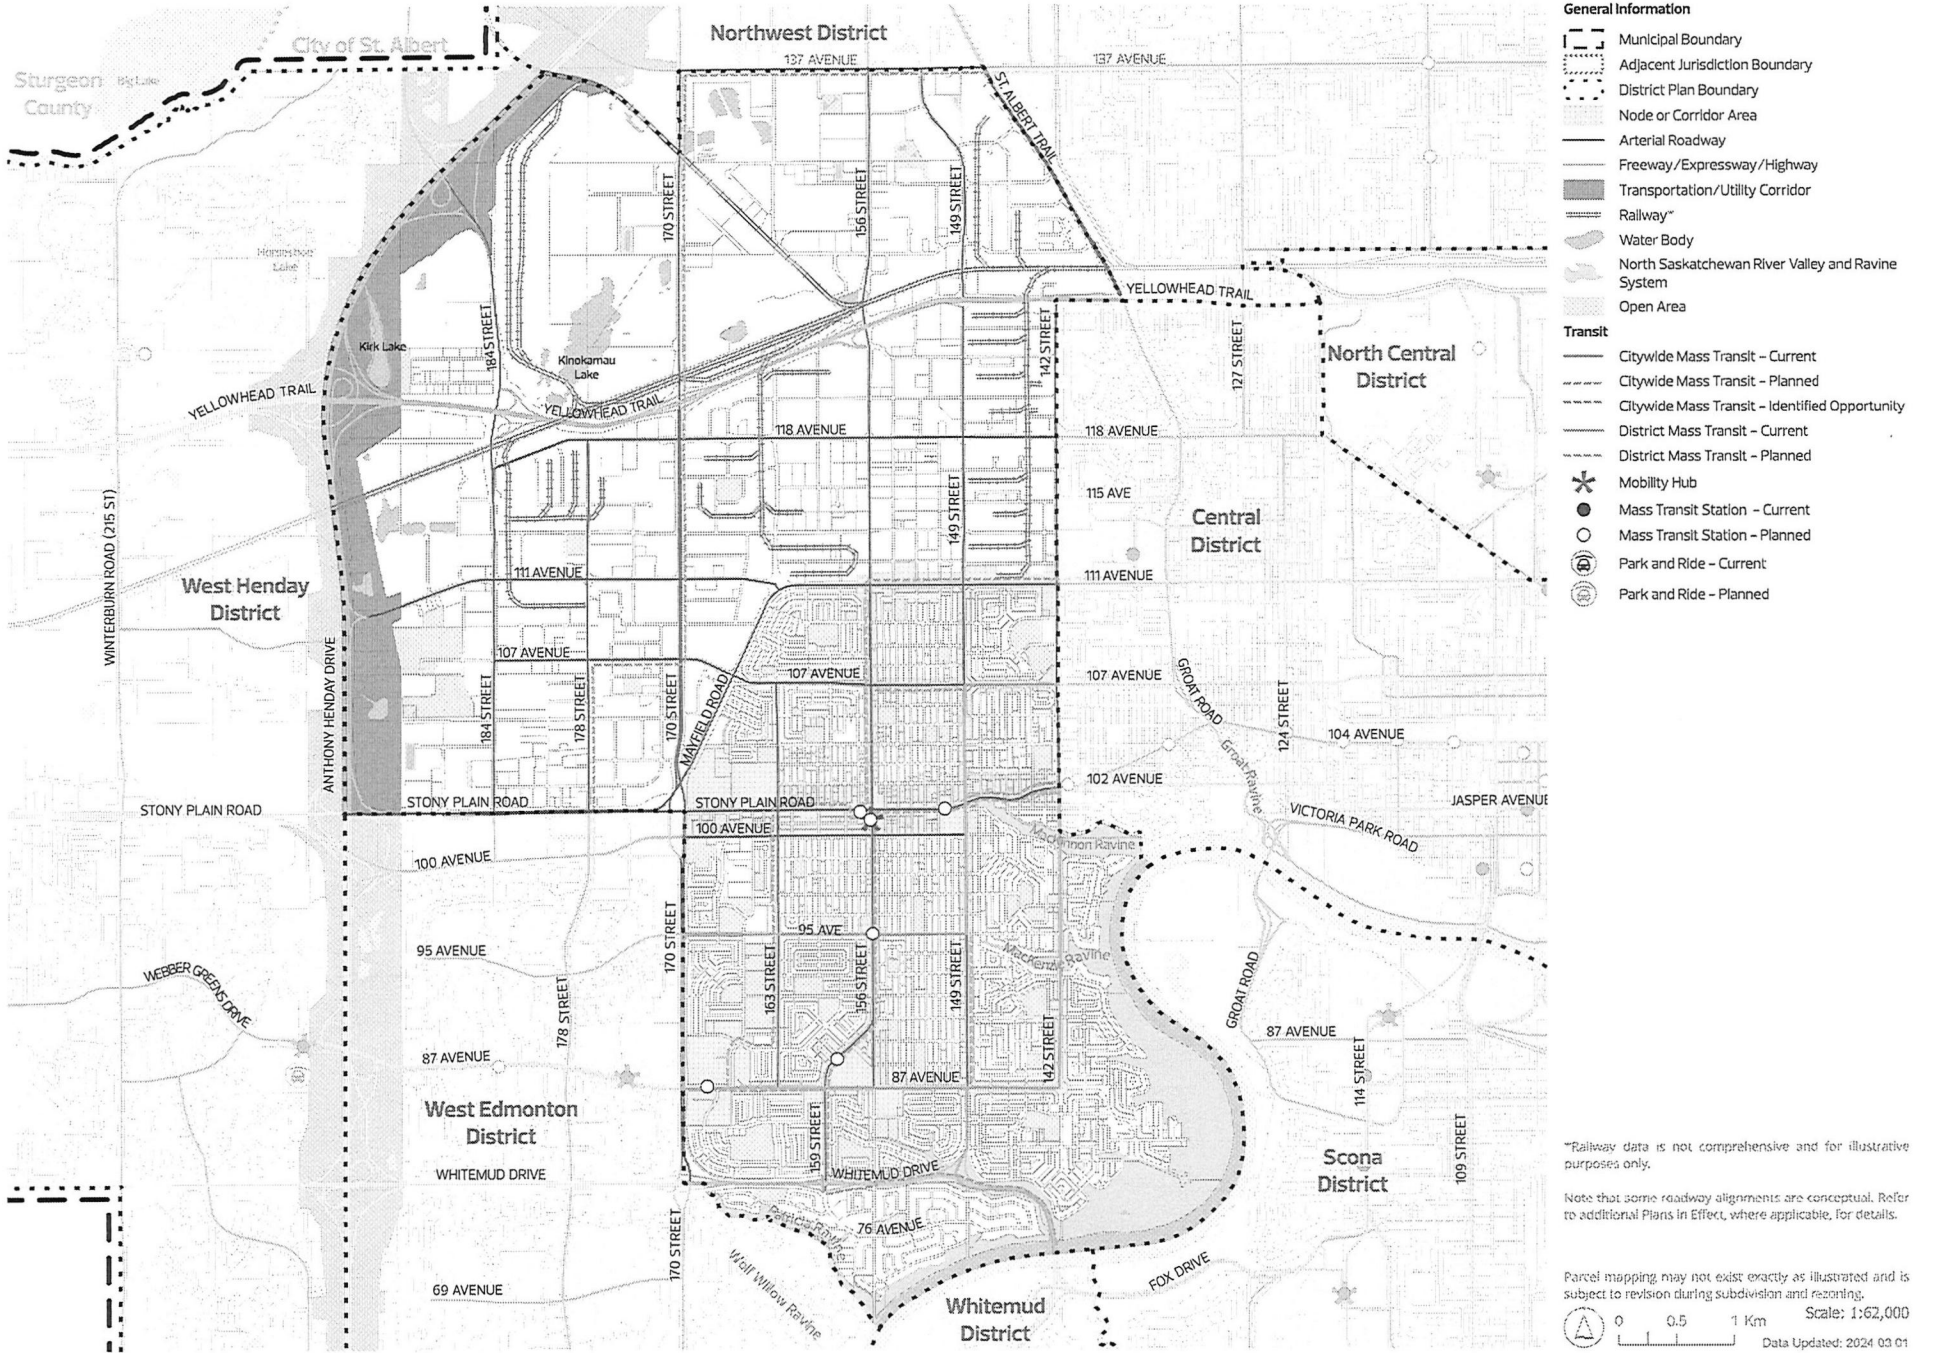 General Information
Municipal Boundary
Adjacent Jurisdiction Boundary
District Plan Boundary
Node or Corridor Area
Arterial Roadway
Freeway/Expressway/Highway
Transportation/Utility Corridor
Railway*
Water Body
North Saskatchewan River Valley and Ravine
System
Open Area
Transit
Citywide Mass Transit – Current
Citywide Mass Transit – Planned
Citywide Mass Transit – Identified Opportunity
District Mass Transit – Current
District Mass Transit – Planned
Mobility Hub
Mass Transit Station – Current
Mass Transit Station – Planned
Park and Ride – Current
Park and Ride – Planned
*Railway data is not comprehensive and for illustrative
purposes only.
Note that some roadway alignments are conceptual. Refer
to additional Plans in Effect, where applicable, for details.
Parcel mapping may not exist exactly as illustrated and is
subject to revision during subdivision and rezoning.
Scale: 1:62,000
0 0.5 1 Km
Data Updated: 2024 03 01
Northwest District
City of St. Albert
Sturgeon
County
Big Lake
137 AVENUE
137 AVENUE
ST. ALBERT TRAIL
170 STREET
156 STREET
149 STREET
Horseshoe
Lake
YELLOWHEAD TRAIL
184 STREET
Kirk Lake
Kinokamau
Lake
142 STREET
127 STREET
North Central
District
YELLOWHEAD TRAIL
YELLOWHEAD TRAIL
118 AVENUE
118 AVENUE
115 AVE
WINTERBURN ROAD (215 ST)
149 STREET
Central
District
West Henday
District
111 AVENUE
111 AVENUE
ANTHONY HENDAY DRIVE
107 AVENUE
107 AVENUE
107 AVENUE
184 STREET
178 STREET
170 STREET
MAYFIELD ROAD
GROAT ROAD
124 STREET
104 AVENUE
Groat Ravine
102 AVENUE
STONY PLAIN ROAD
STONY PLAIN ROAD
STONY PLAIN ROAD
JASPER AVENUE
VICTORIA PARK ROAD
100 AVENUE
100 AVENUE
MacKinnon Ravine
95 AVENUE
170 STREET
95 AVE
163 STREET
156 STREET
149 STREET
MacKenzie Ravine
GROAT ROAD
WEBBER GREENS DRIVE
178 STREET
87 AVENUE
87 AVENUE
142 STREET
87 AVENUE
114 STREET
West Edmonton
District
159 STREET
109 STREET
WHITEMUD DRIVE
WHITEMUD DRIVE
Scona
District
170 STREET
Patricia Ravine
76 AVENUE
Wolf Willow Ravine
69 AVENUE
FOX DRIVE
Whitemud
District